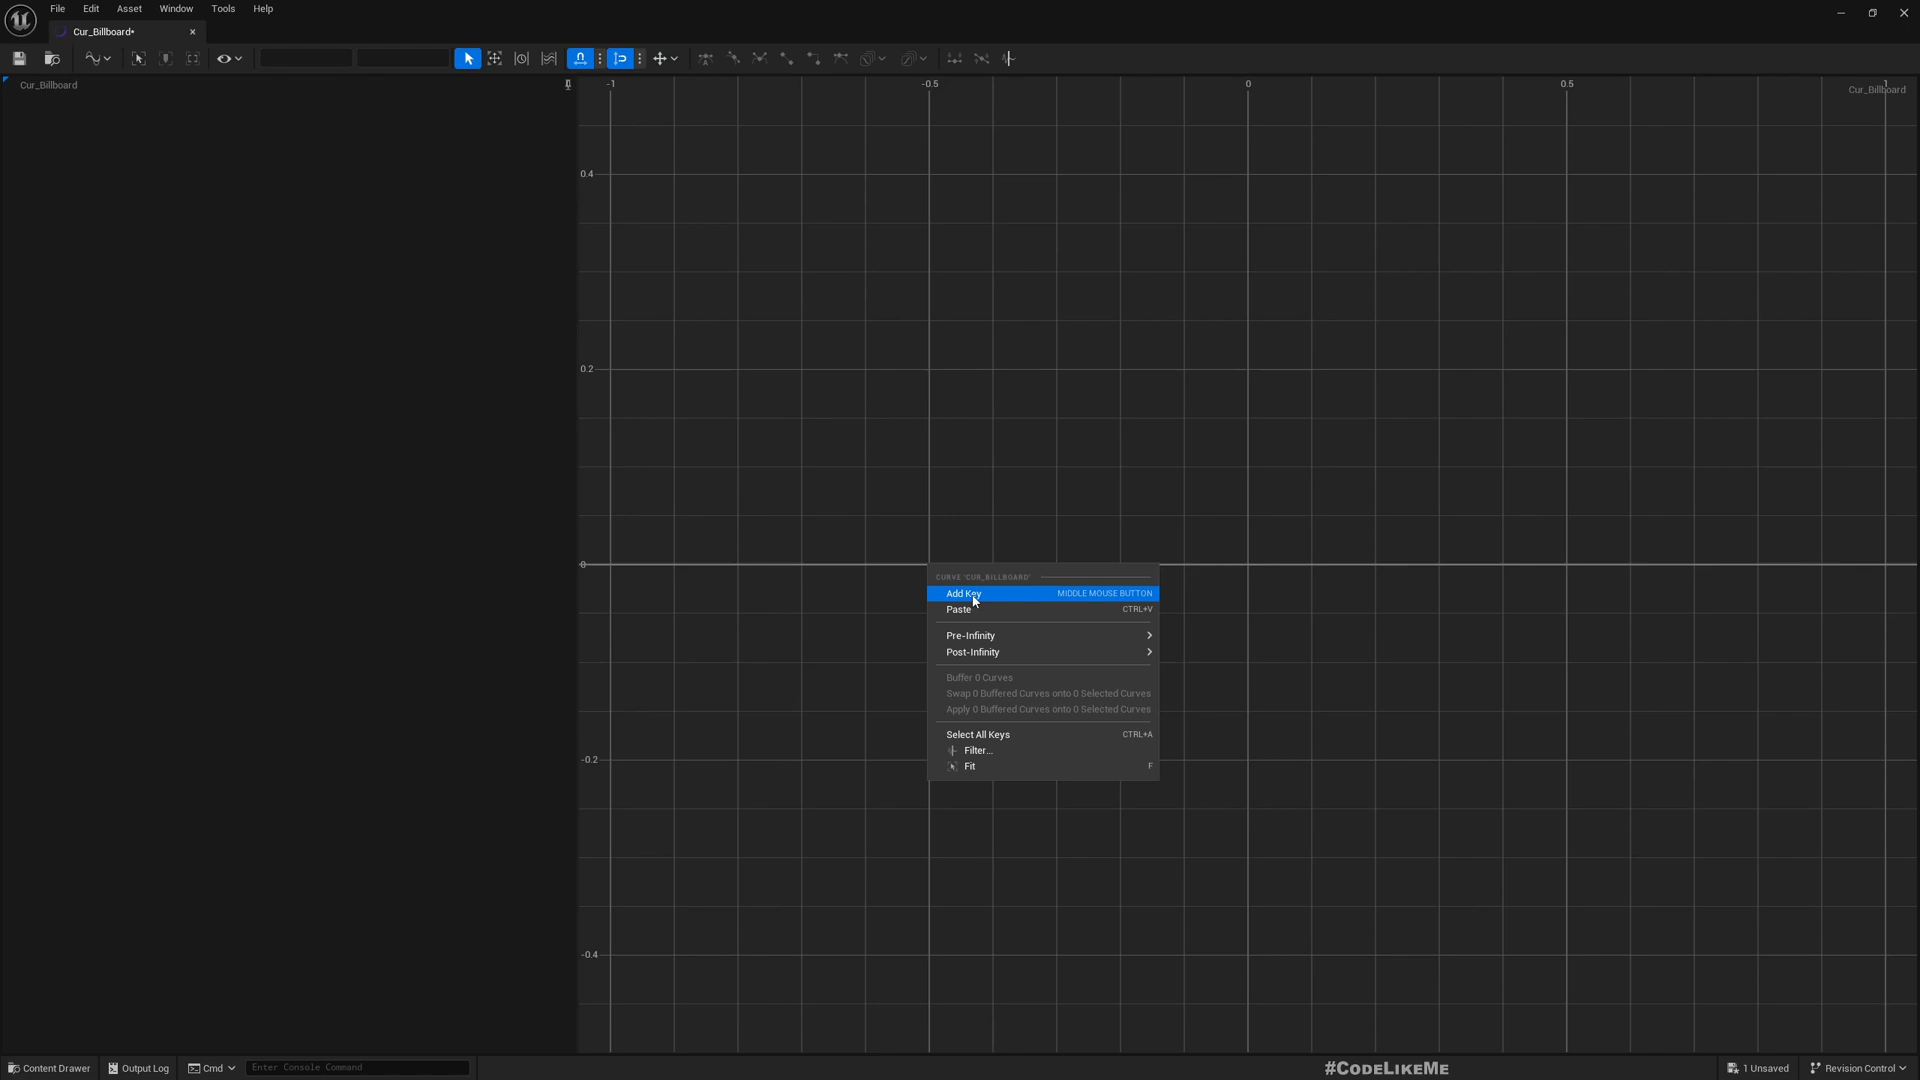 File Edit Asset Window Tools Help
Cur_Billboard*
Cur_Billboard
-1 -0.5 0 0.5 1
Cur_Billboard
0.4
0.2
0
CURVE 'CUR_BILLBOARD'
Add Key MIDDLE MOUSE BUTTON
Paste CTRL+V
Pre-Infinity
Post-Infinity
Buffer 0 Curves
Swap 0 Buffered Curves onto 0 Selected Curves
Apply 0 Buffered Curves onto 0 Selected Curves
Select All Keys CTRL+A
Filter...
Fit F
-0.2
-0.4
Content Drawer Output Log Cmd Enter Console Command #CODELIKEME 1 Unsaved Revision Control